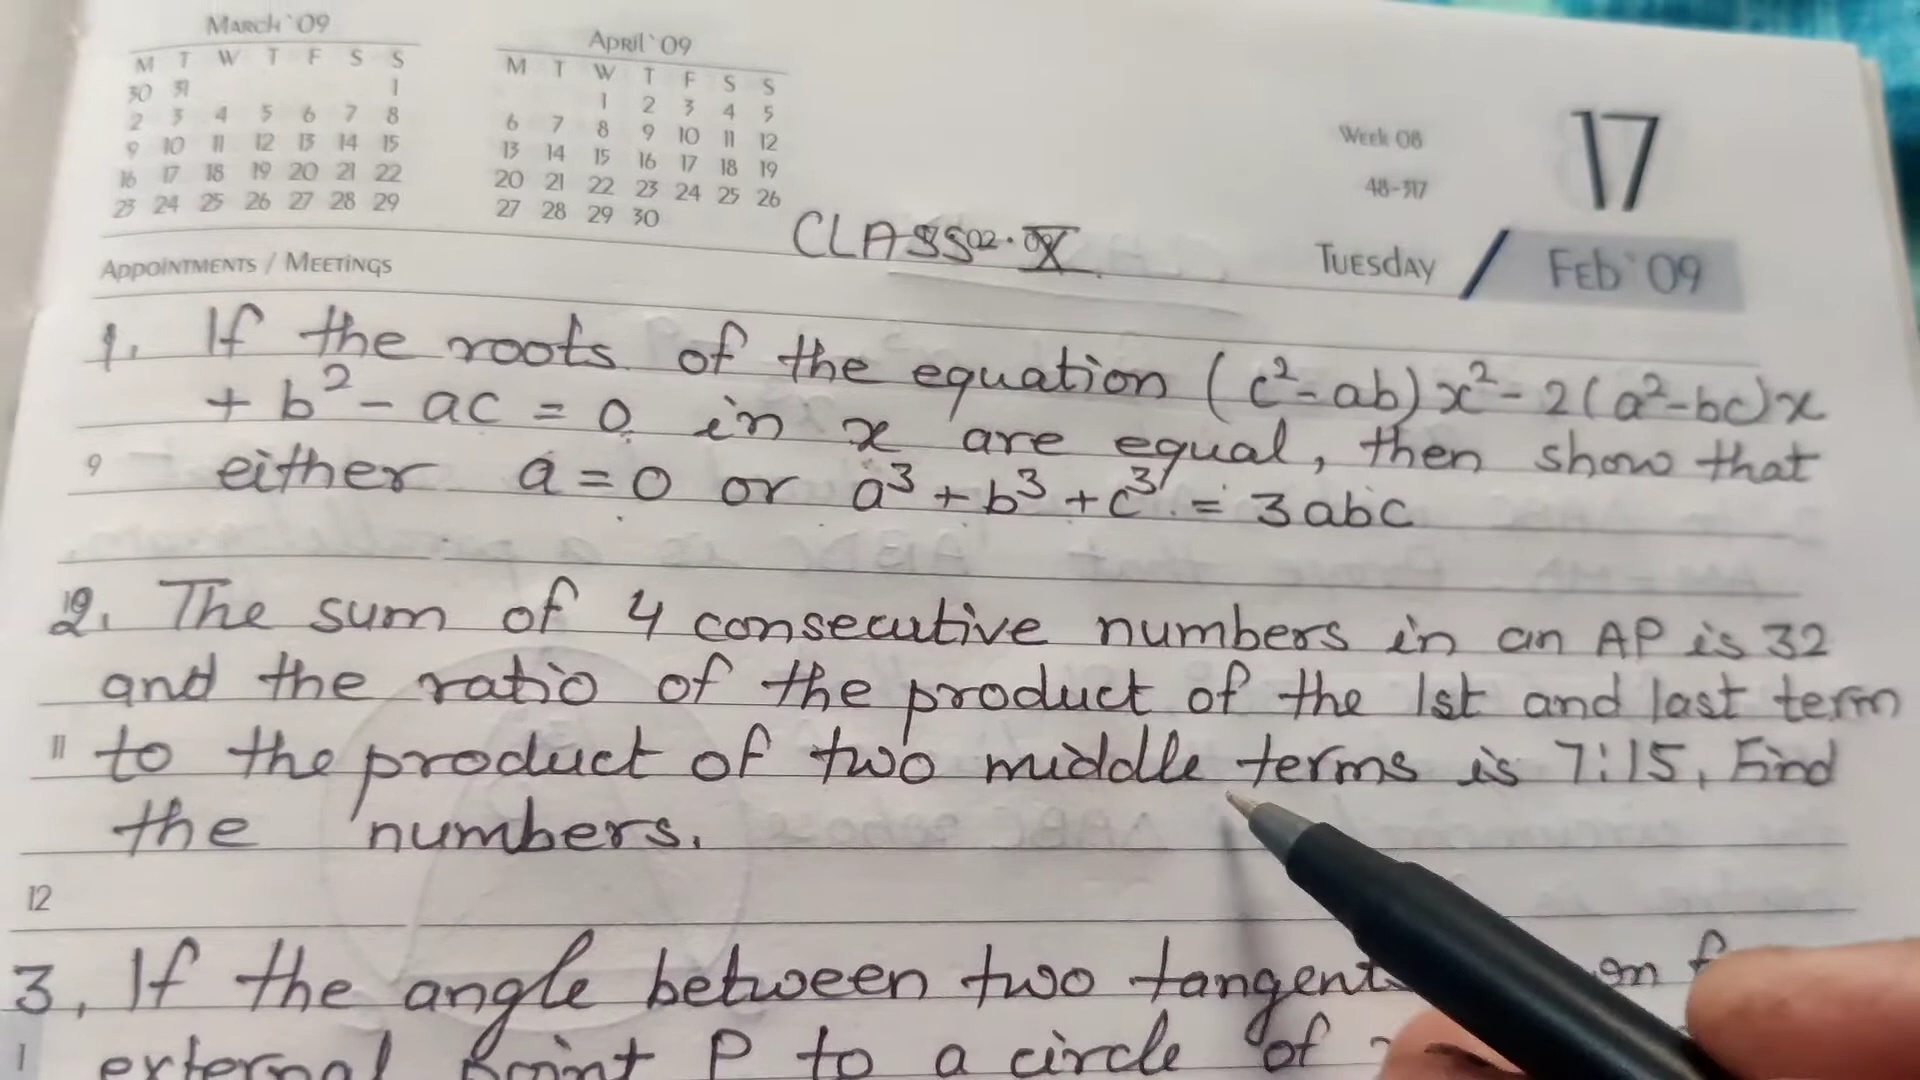 March '09
M T W T F S S
30 31 1
2 3 4 5 6 7 8
9 10 11 12 13 14 15
16 17 18 19 20 21 22
23 24 25 26 27 28 29
April '09
M T W T F S S
1 2 3 4 5
6 7 8 9 10 11 12
13 14 15 16 17 18 19
20 21 22 23 24 25 26
27 28 29 30
Week 08
48-317
17
Tuesday / Feb '09
CLASS X
Appointments / Meetings
1. If the roots of the equation (c²-ab)x²-2(a²-bc)x
+ b² - ac = 0 in x are equal, then show that
9 either a = 0 or a³ + b³ + c³ = 3abc
2. The sum of 4 consecutive numbers in an AP is 32
and the ratio of the product of the 1st and last term
11 to the product of two middle terms is 7:15, Find
the numbers.
12
3, If the angle between two tangent
1 external point P to a circle of